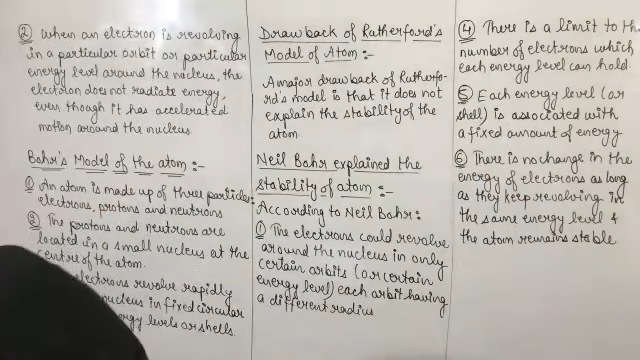 ② When an electron is revolving
in a particular orbit or particular
energy level around the nucleus, the
electron does not radiate energy,
even though it has accelerated
motion around the nucleus.
Bohr's Model of the atom :-
① An atom is made up of three particles:
electrons, protons and neutrons
② The protons and neutrons are
located in a small nucleus at the
centre of the atom.
electrons revolve rapidly
nucleus in fixed circular
energy levels or shells.
Drawback of Rutherford's
Model of Atom :-
A major drawback of Rutherfo-
rd's model is that it does not
explain the stability of the
atom
Neil Bohr explained the
stability of atom :-
According to Neil Bohr :
① The electrons could revolve
around the nucleus in only
certain orbits (or certain
energy level) each orbit having
a different radius
④ There is a limit to th
number of electrons which
each energy level can hold.
⑤ Each energy level (or
shell) is associated with
a fixed amount of energy
⑥ There is no change in the
energy of electrons as long
as they keep revolving in
the same energy level &
the atom remains stable